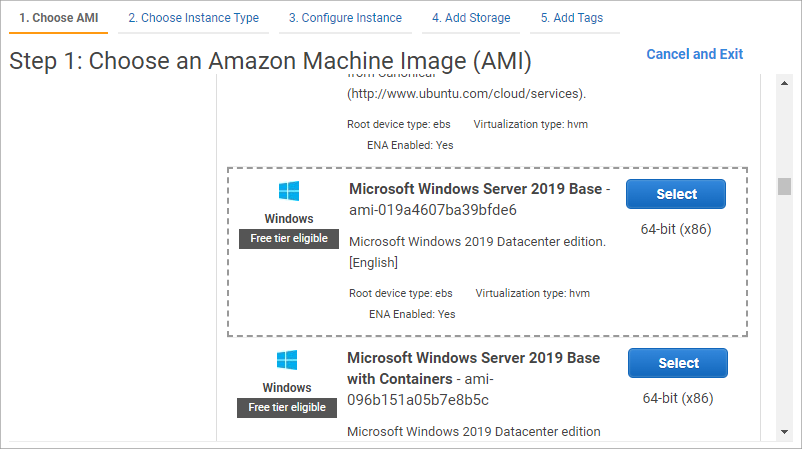 1. Choose AMI
2. Choose Instance Type
3. Configure Instance
4. Add Storage
5. Add Tags
Step 1: Choose an Amazon Machine Image (AMI)
Cancel and Exit
from Canonical
(http://www.ubuntu.com/cloud/services).
Root device type: ebs
Virtualization type: hvm
ENA Enabled: Yes
Windows
Free tier eligible
Microsoft Windows Server 2019 Base -
ami-019a4607ba39bfde6
Microsoft Windows 2019 Datacenter edition.
[English]
Root device type: ebs
Virtualization type: hvm
ENA Enabled: Yes
Select
64-bit (x86)
Windows
Free tier eligible
Microsoft Windows Server 2019 Base
with Containers - ami-
096b151a05b7e8b5c
Microsoft Windows 2019 Datacenter edition
Select
64-bit (x86)